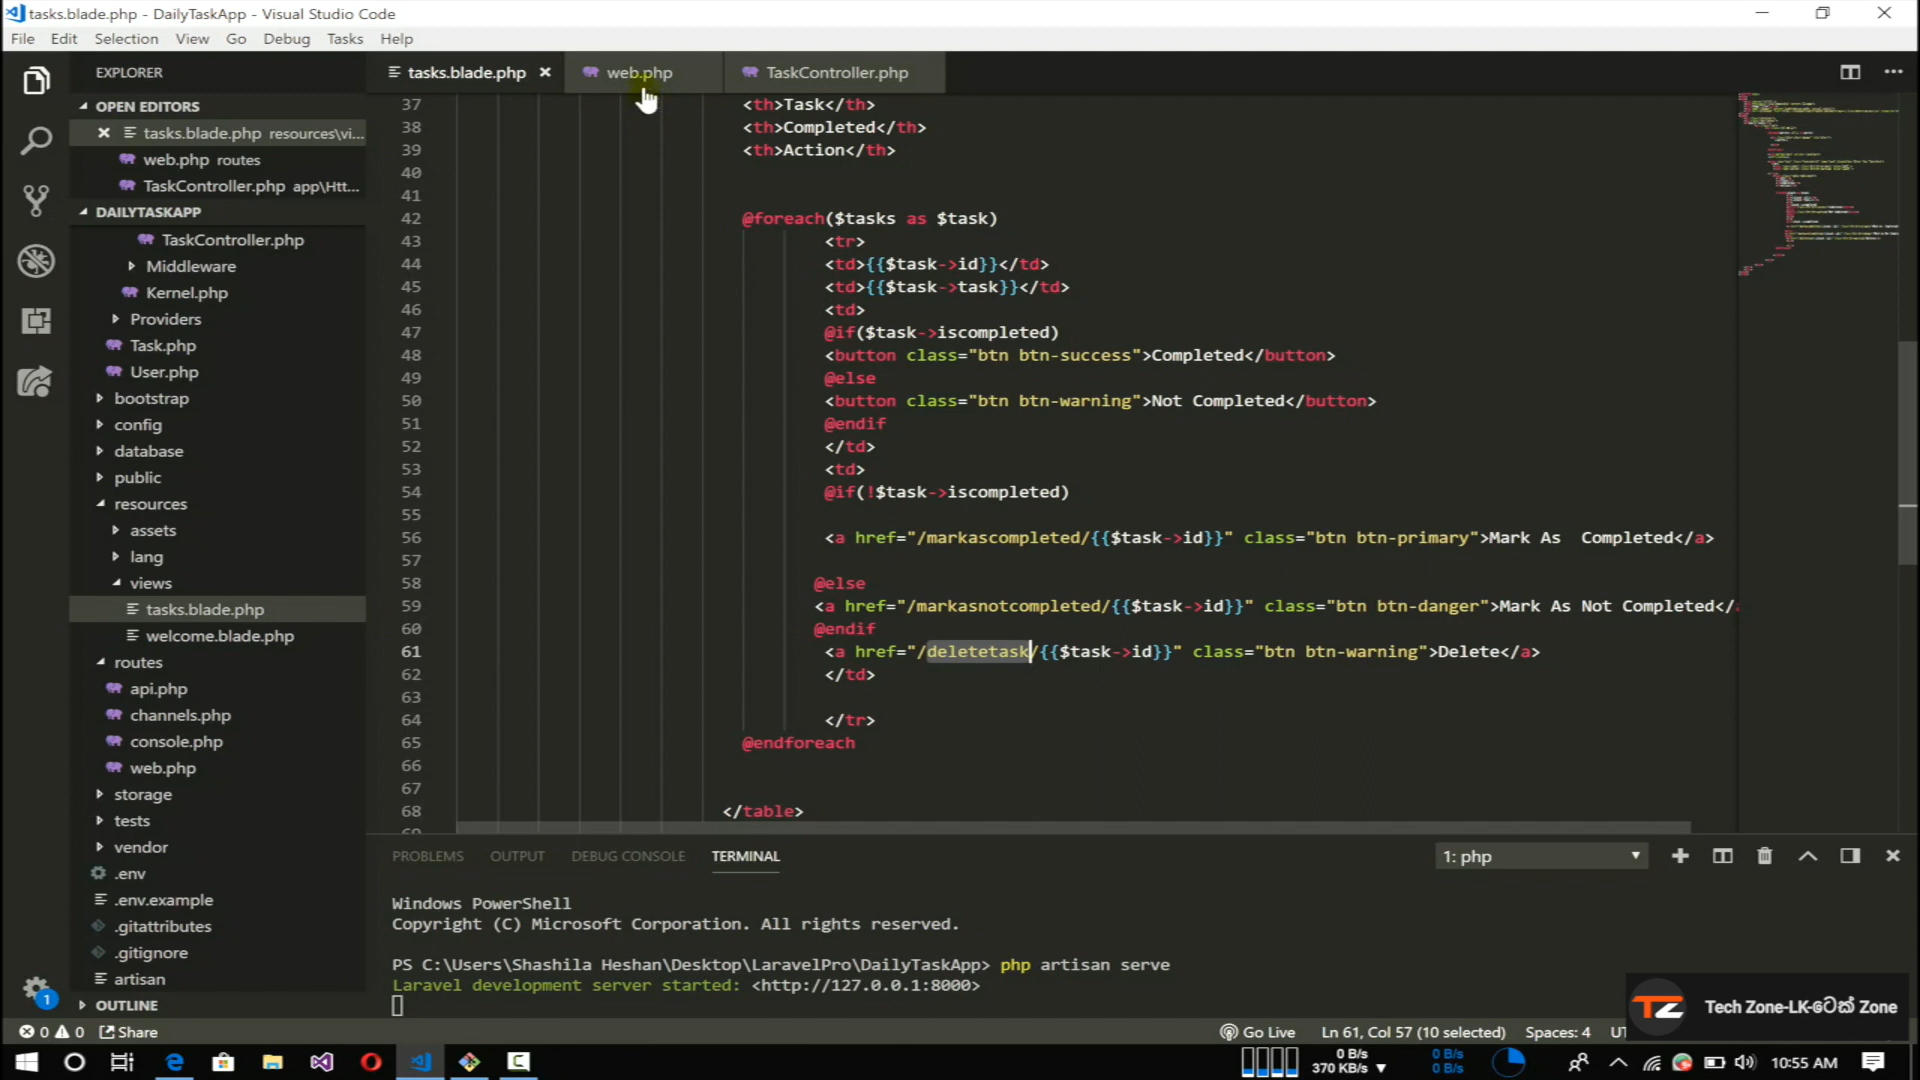 tasks.blade.php - DailyTaskApp - Visual Studio Code
File Edit Selection View Go Debug Tasks Help
EXPLORER
OPEN EDITORS
tasks.blade.php resources\vi...
web.php routes
TaskController.php app\Htt...
DAILYTASKAPP
TaskController.php
Middleware
Kernel.php
Providers
Task.php
User.php
bootstrap
config
database
public
resources
assets
lang
views
tasks.blade.php
welcome.blade.php
routes
api.php
channels.php
console.php
web.php
storage
tests
vendor
.env
.env.example
.gitattributes
.gitignore
artisan
OUTLINE
tasks.blade.php web.php TaskController.php
37 <th>Task</th>
38 <th>Completed</th>
39 <th>Action</th>
40
41
42 @foreach($tasks as $task)
43 <tr>
44 <td>{{$task->id}}</td>
45 <td>{{$task->task}}</td>
46 <td>
47 @if($task->iscompleted)
48 <button class="btn btn-success">Completed</button>
49 @else
50 <button class="btn btn-warning">Not Completed</button>
51 @endif
52 </td>
53 <td>
54 @if(!$task->iscompleted)
55
56 <a href="/markascompleted/{{$task->id}}" class="btn btn-primary">Mark As  Completed</a>
57
58 @else
59 <a href="/markasnotcompleted/{{$task->id}}" class="btn btn-danger">Mark As Not Completed</
60 @endif
61 <a href="/deletetask/{{$task->id}}" class="btn btn-warning">Delete</a>
62 </td>
63
64 </tr>
65 @endforeach
66
67
68 </table>
PROBLEMS OUTPUT DEBUG CONSOLE TERMINAL 1: php
Windows PowerShell
Copyright (C) Microsoft Corporation. All rights reserved.
PS C:\Users\Shashila Heshan\Desktop\LaravelPro\DailyTaskApp> php artisan serve
Laravel development server started: <http://127.0.0.1:8000>
TZ Tech Zone-LK-ටෙක් Zone
1
0 0 Share Go Live Ln 61, Col 57 (10 selected) Spaces: 4
0 B/s 0 B/s
370 KB/s 0 B/s
10:55 AM